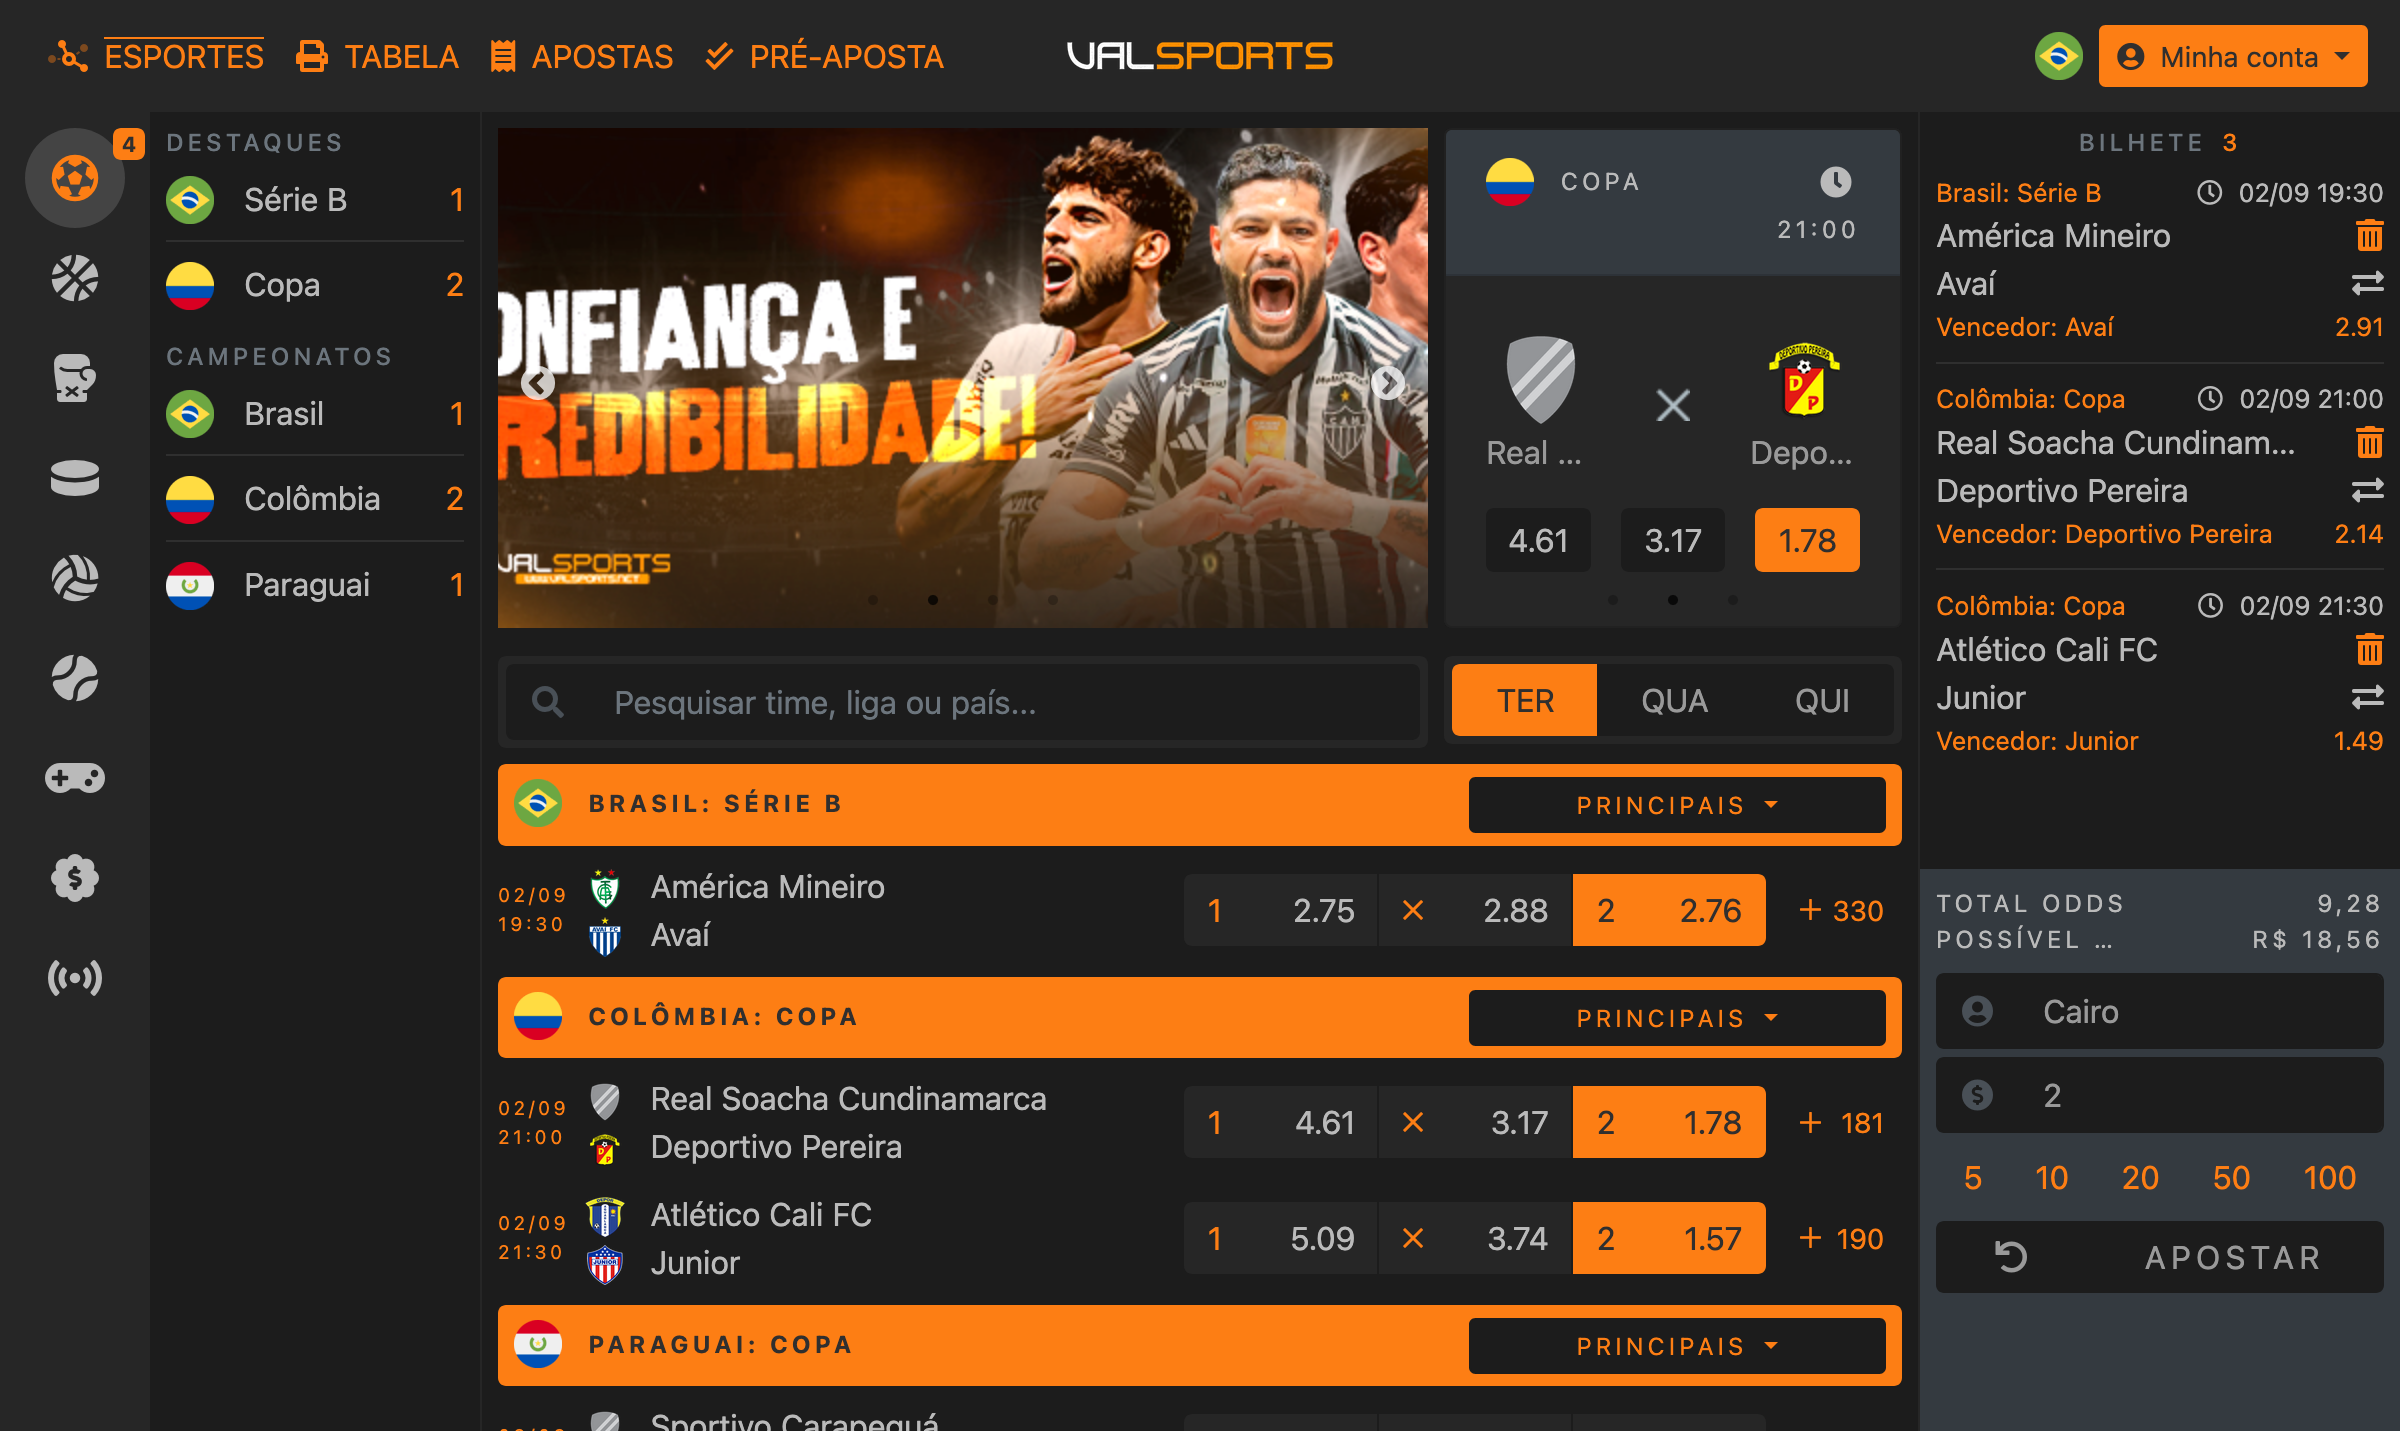 ESPORTES TABELA APOSTAS PRÉ-APOSTA
VALSPORTS
Minha conta
4
DESTAQUES
Série B 1
Copa 2
CAMPEONATOS
Brasil 1
Colômbia 2
Paraguai 1
ONFIANÇA E
REDIBILIDADE!
VALSPORTS
WWW.VALSPORTS.NET
COPA
21:00
DEPORTIVO PEREIRA
D P
Real ...
Depo...
4.61 3.17 1.78
Pesquisar time, liga ou país...
TER QUA QUI
BRASIL: SÉRIE B PRINCIPAIS
02/09
19:30
América Mineiro
Avaí
1 2.75 × 2.88 2 2.76 + 330
COLÔMBIA: COPA PRINCIPAIS
02/09
21:00
Real Soacha Cundinamarca
Deportivo Pereira
1 4.61 × 3.17 2 1.78 + 181
02/09
21:30
Atlético Cali FC
Junior
1 5.09 × 3.74 2 1.57 + 190
PARAGUAI: COPA PRINCIPAIS
Sportivo Carapeguá
BILHETE 3
Brasil: Série B 02/09 19:30
América Mineiro
Avaí
Vencedor: Avaí 2.91
Colômbia: Copa 02/09 21:00
Real Soacha Cundinam...
Deportivo Pereira
Vencedor: Deportivo Pereira 2.14
Colômbia: Copa 02/09 21:30
Atlético Cali FC
Junior
Vencedor: Junior 1.49
TOTAL ODDS 9,28
POSSÍVEL ... R$ 18,56
Cairo
2
5 10 20 50 100
APOSTAR